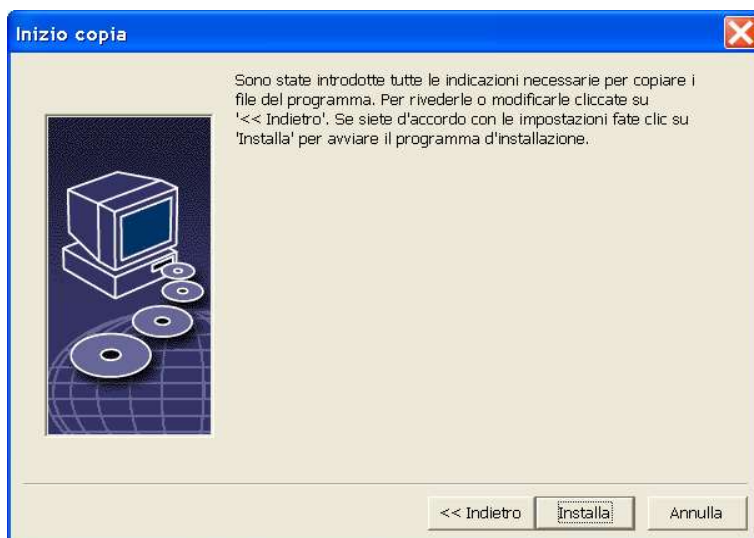 Inizio copia
Sono state introdotte tutte le indicazioni necessarie per copiare i
file del programma. Per rivederle o modificarle cliccate su
'<< Indietro'. Se siete d'accordo con le impostazioni fate clic su
'Installa' per avviare il programma d'installazione.
<< Indietro Installa Annulla